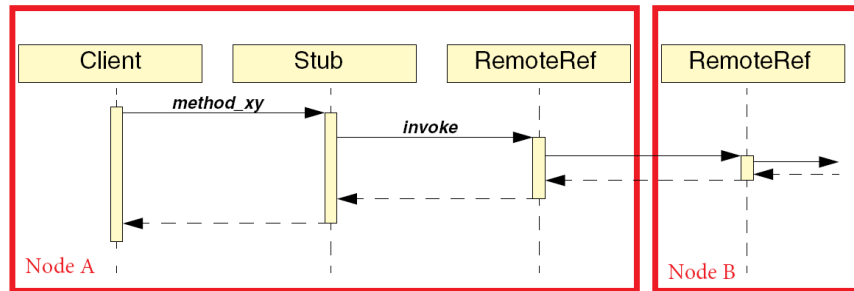 Client
Stub
RemoteRef
RemoteRef
method_xy
invoke
Node A
Node B